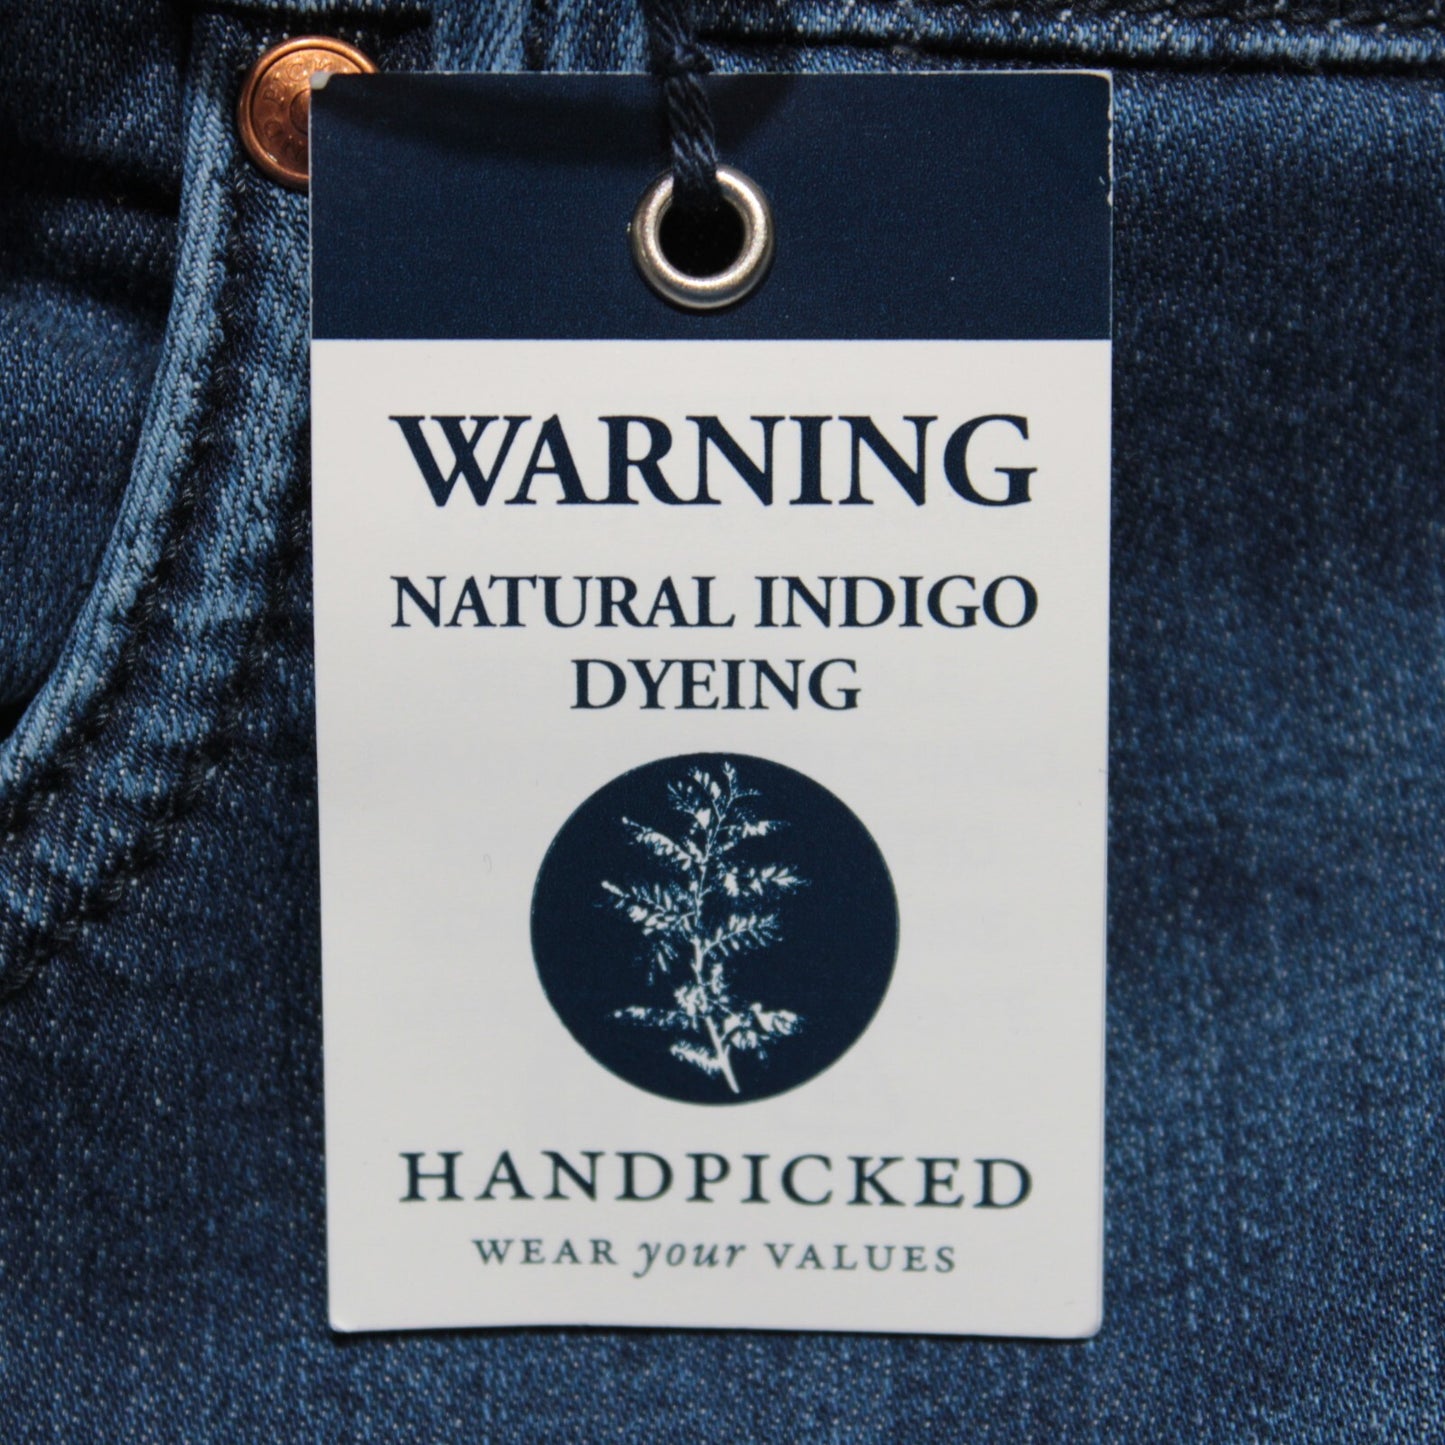 WARNING
NATURAL INDIGO
DYEING
HANDPICKED
WEAR your VALUES